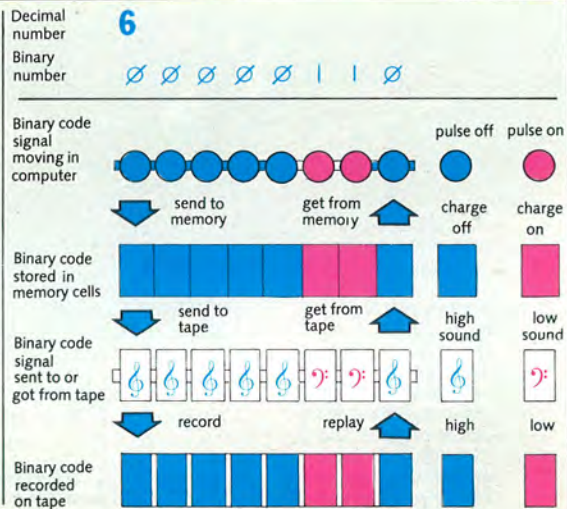 Decimal
number
6
Binary
number
Ø Ø Ø Ø Ø | | Ø
Binary code
signal
moving in
computer
pulse off
pulse on
send to
memory
get from
memory
charge
off
charge
on
Binary code
stored in
memory cells
send to
tape
get from
tape
high
sound
low
sound
Binary code
signal
sent to or
got from tape
record
replay
high
low
Binary code
recorded
on tape